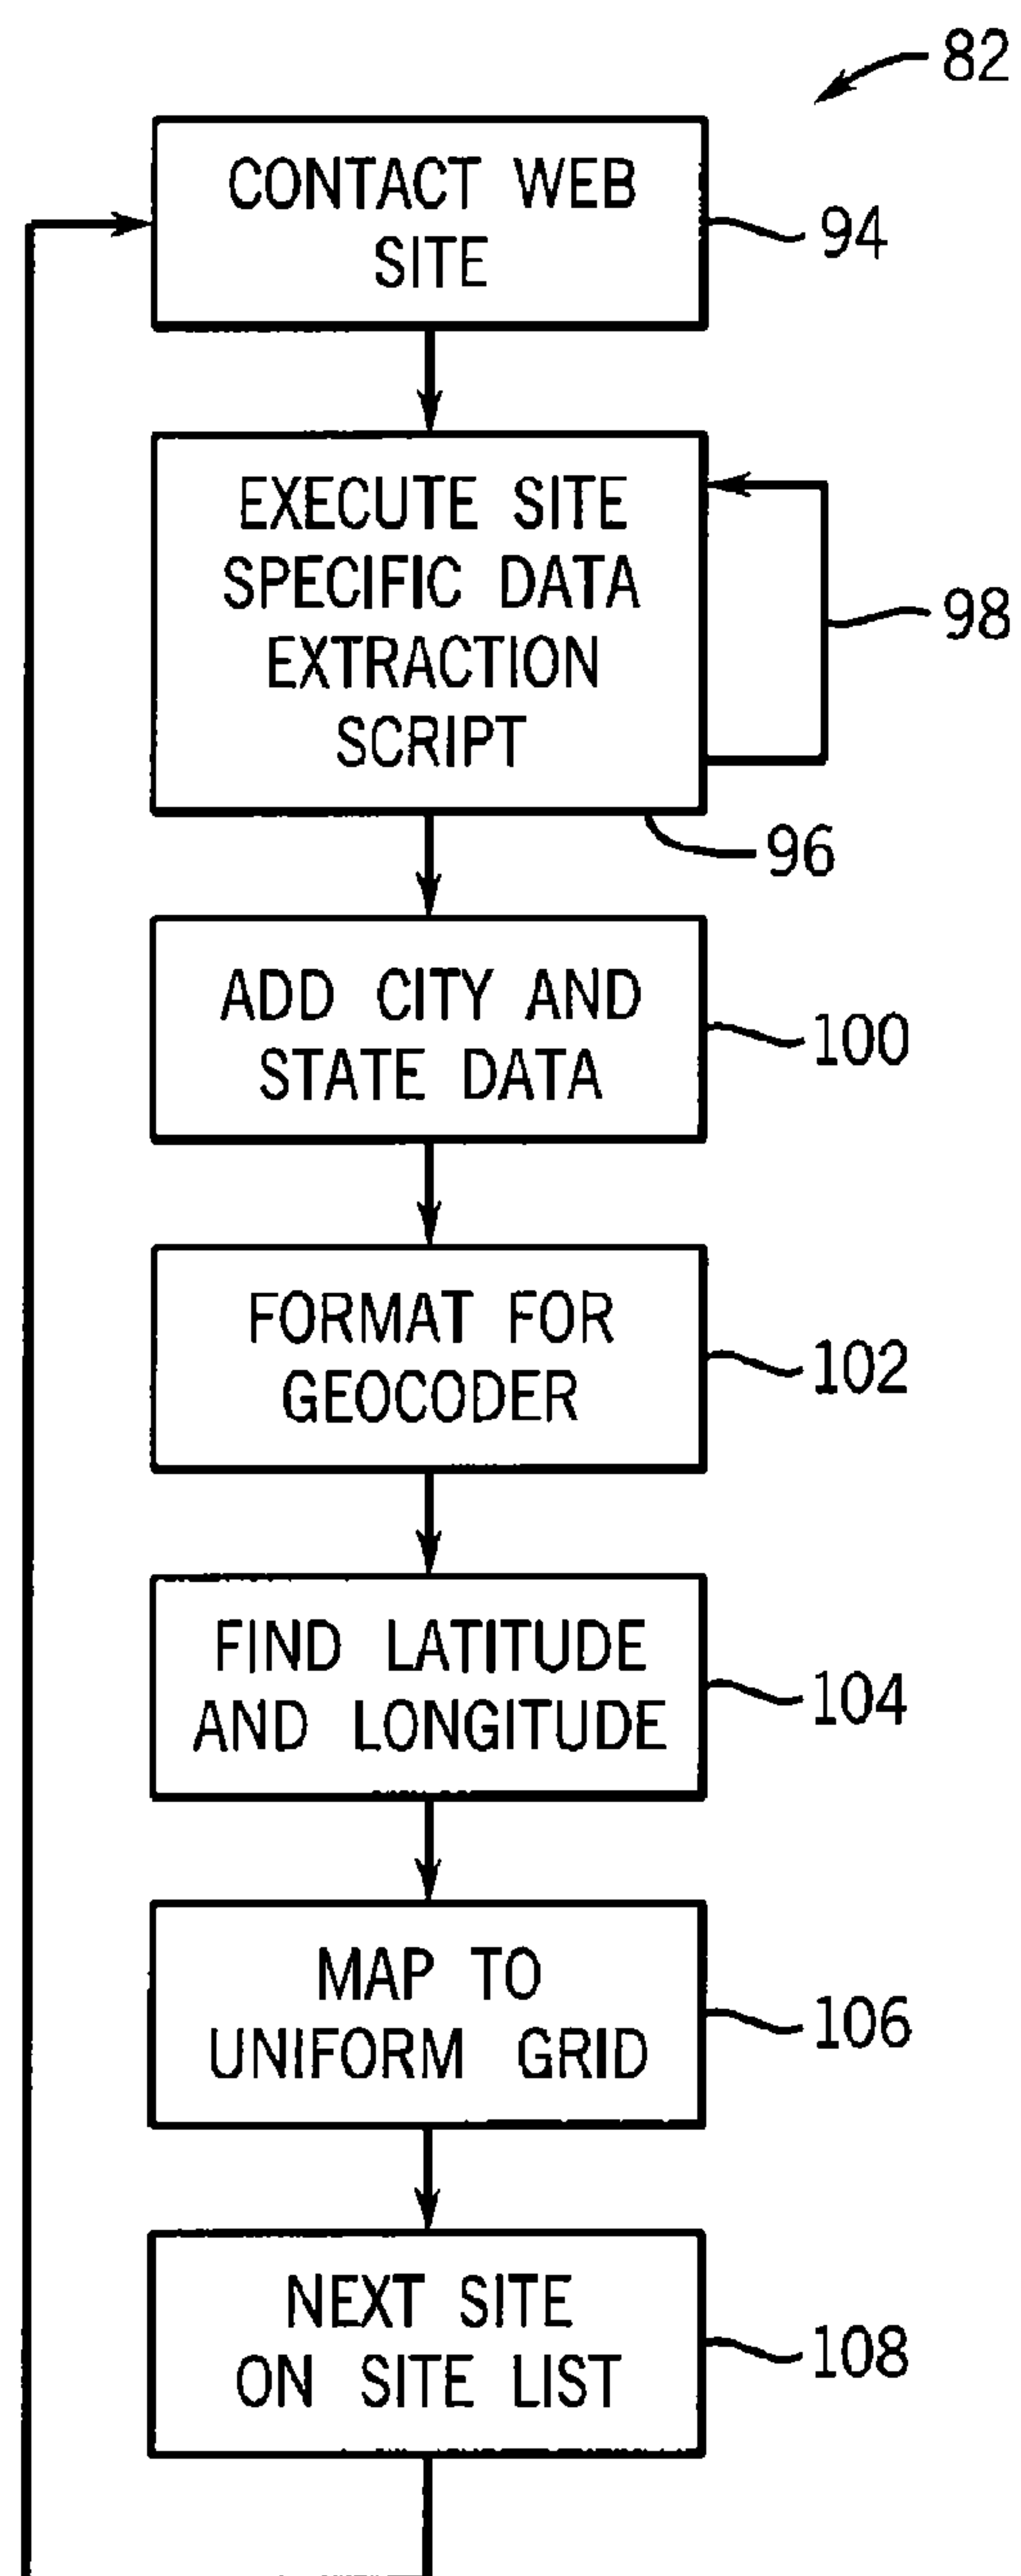 82
CONTACT WEB
SITE
94
EXECUTE SITE
SPECIFIC DATA
EXTRACTION
SCRIPT
98
96
ADD CITY AND
STATE DATA
100
FORMAT FOR
GEOCODER
102
FIND LATITUDE
AND LONGITUDE
104
MAP TO
UNIFORM GRID
106
NEXT SITE
ON SITE LIST
108